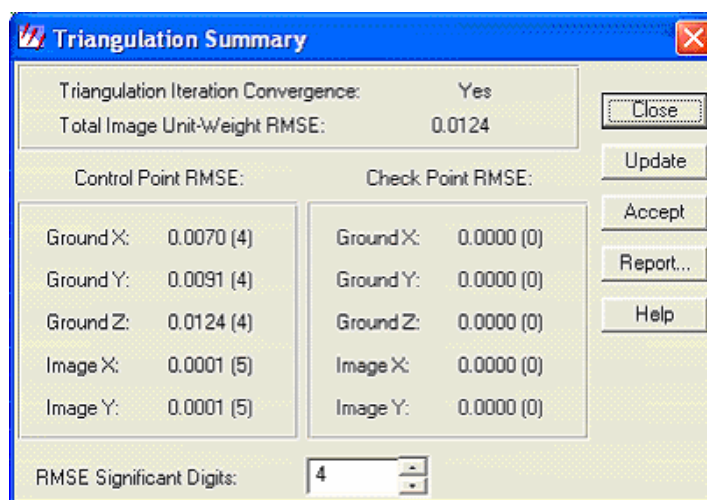 Triangulation Summary
Triangulation Iteration Convergence: Yes
Total Image Unit-Weight RMSE: 0.0124
Close
Update
Accept
Report...
Help
Control Point RMSE: Check Point RMSE:
Ground X: 0.0070 (4) Ground X: 0.0000 (0)
Ground Y: 0.0091 (4) Ground Y: 0.0000 (0)
Ground Z: 0.0124 (4) Ground Z: 0.0000 (0)
Image X: 0.0001 (5) Image X: 0.0000 (0)
Image Y: 0.0001 (5) Image Y: 0.0000 (0)
RMSE Significant Digits: 4